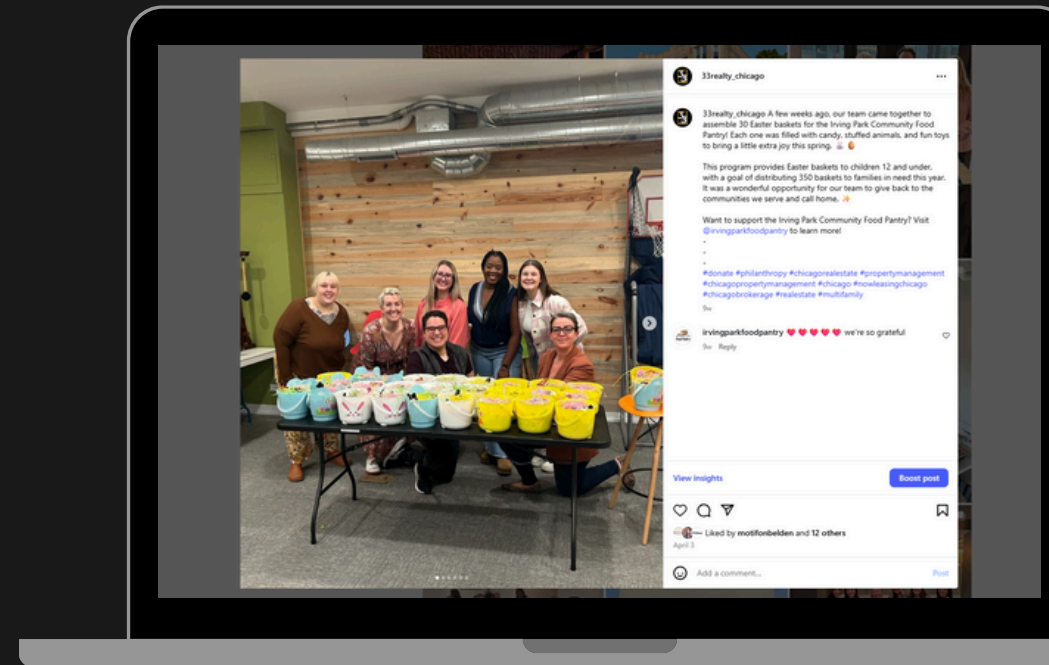 33realty_chicago
33realty_chicago A few weeks ago, our team came together to
assemble 30 Easter baskets for the Irving Park Community Food
Pantry! Each one was filled with candy, stuffed animals, and fun toys
to bring a little extra joy this spring. 🐰 🥚
This program provides Easter baskets to children 12 and under,
with a goal of distributing 350 baskets to families in need this year.
It was a wonderful opportunity for our team to give back to the
communities we serve and call home. ✨
Want to support the Irving Park Community Food Pantry? Visit
@irvingparkfoodpantry to learn more!
.
.
.
#donate #philanthropy #chicagorealestate #propertymanagement
#chicagopropertymanagement #chicago #nowleasingchicago
#chicagobrokerage #realestate #multifamily
9w
irvingparkfoodpantry ❤️❤️❤️❤️❤️ we're so grateful
9w Reply
View insights
Boost post
Liked by motifonbelden and 12 others
April 3
Add a comment...
Post